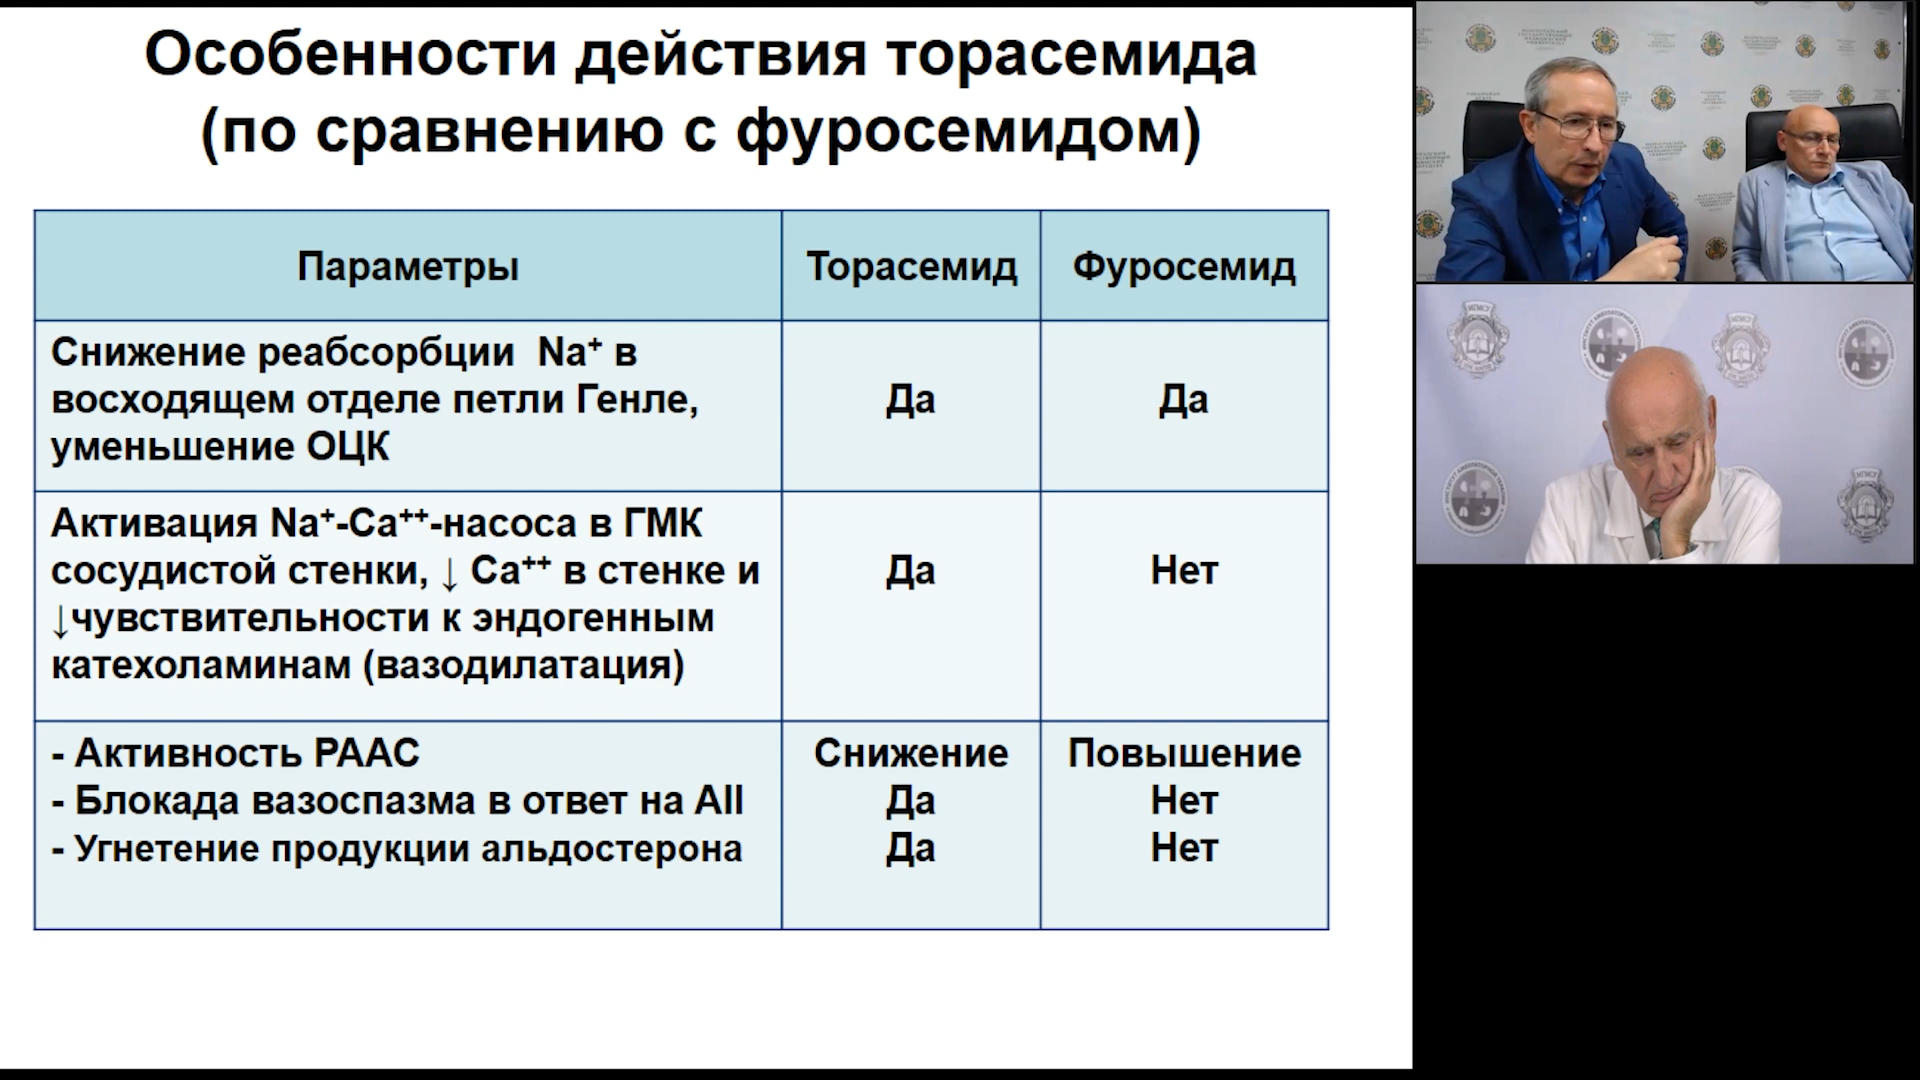 Особенности действия торасемида
(по сравнению с фуросемидом)
Параметры
Торасемид
Фуросемид
Снижение реабсорбции Na⁺ в
восходящем отделе петли Генле,
уменьшение ОЦК
Да
Да
Активация Na⁺-Ca⁺⁺-насоса в ГМК
сосудистой стенки, ↓ Ca⁺⁺ в стенке и
↓чувствительности к эндогенным
катехоламинам (вазодилатация)
Да
Нет
- Активность РААС
- Блокада вазоспазма в ответ на АII
- Угнетение продукции альдостерона
Снижение
Да
Да
Повышение
Нет
Нет